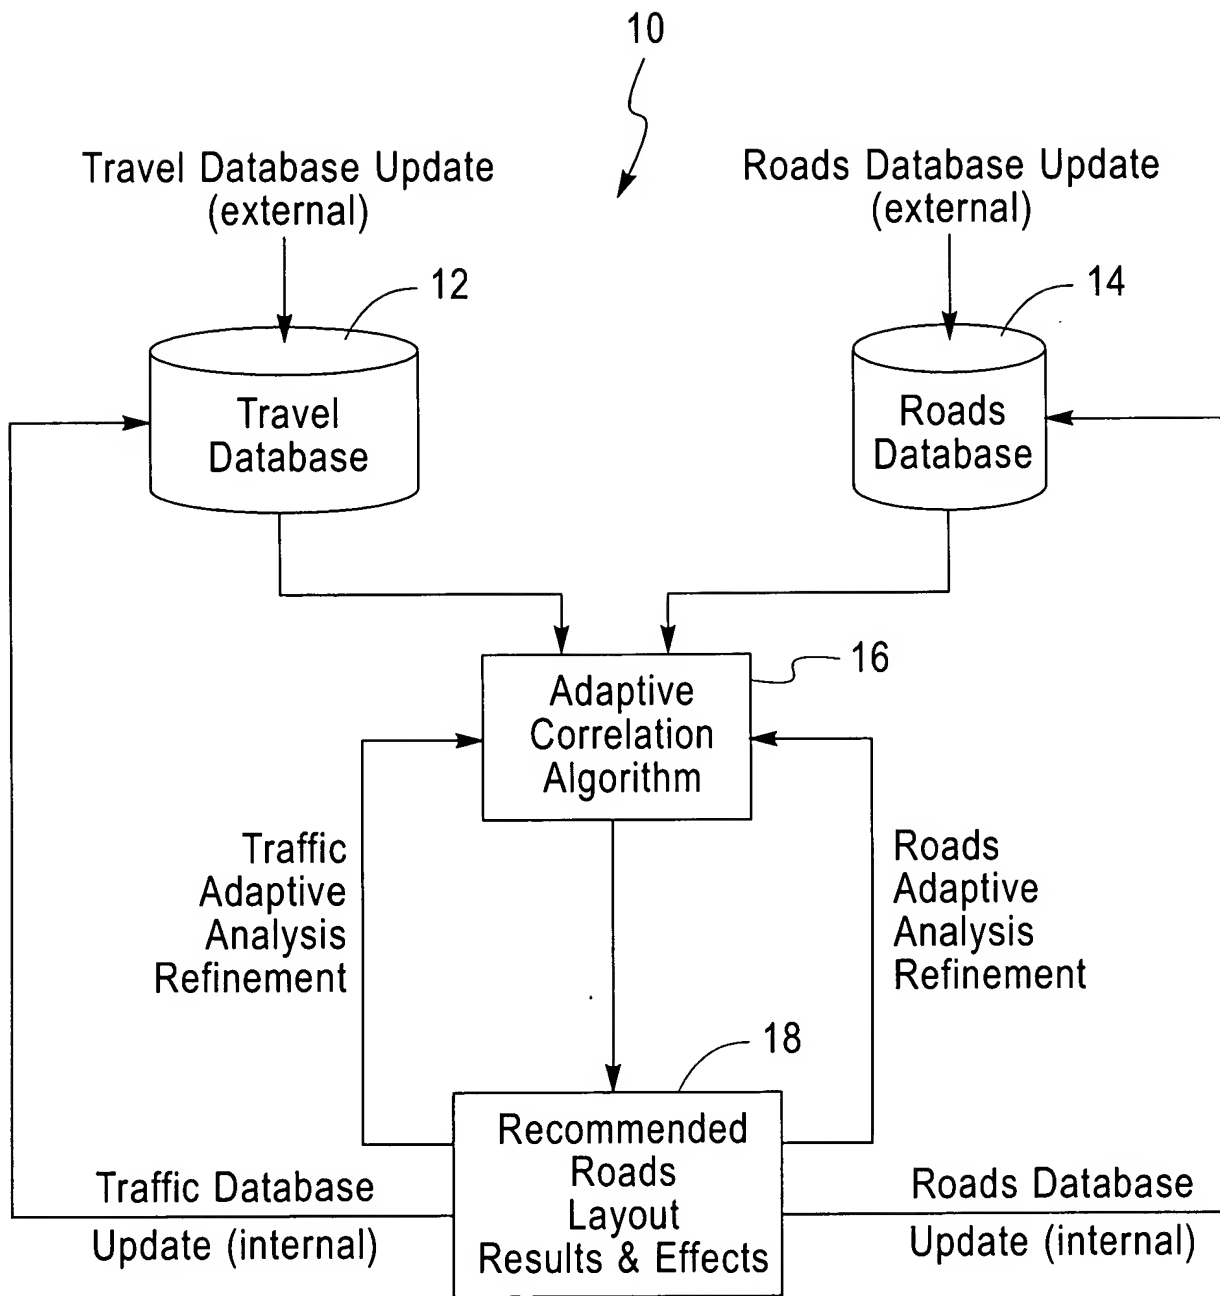 10
Travel Database Update
(external)
Roads Database Update
(external)
12
14
Travel
Database
Roads
Database
16
Adaptive
Correlation
Algorithm
Traffic
Adaptive
Analysis
Refinement
Roads
Adaptive
Analysis
Refinement
18
Recommended
Roads
Layout
Results & Effects
Traffic Database
Update (internal)
Roads Database
Update (internal)